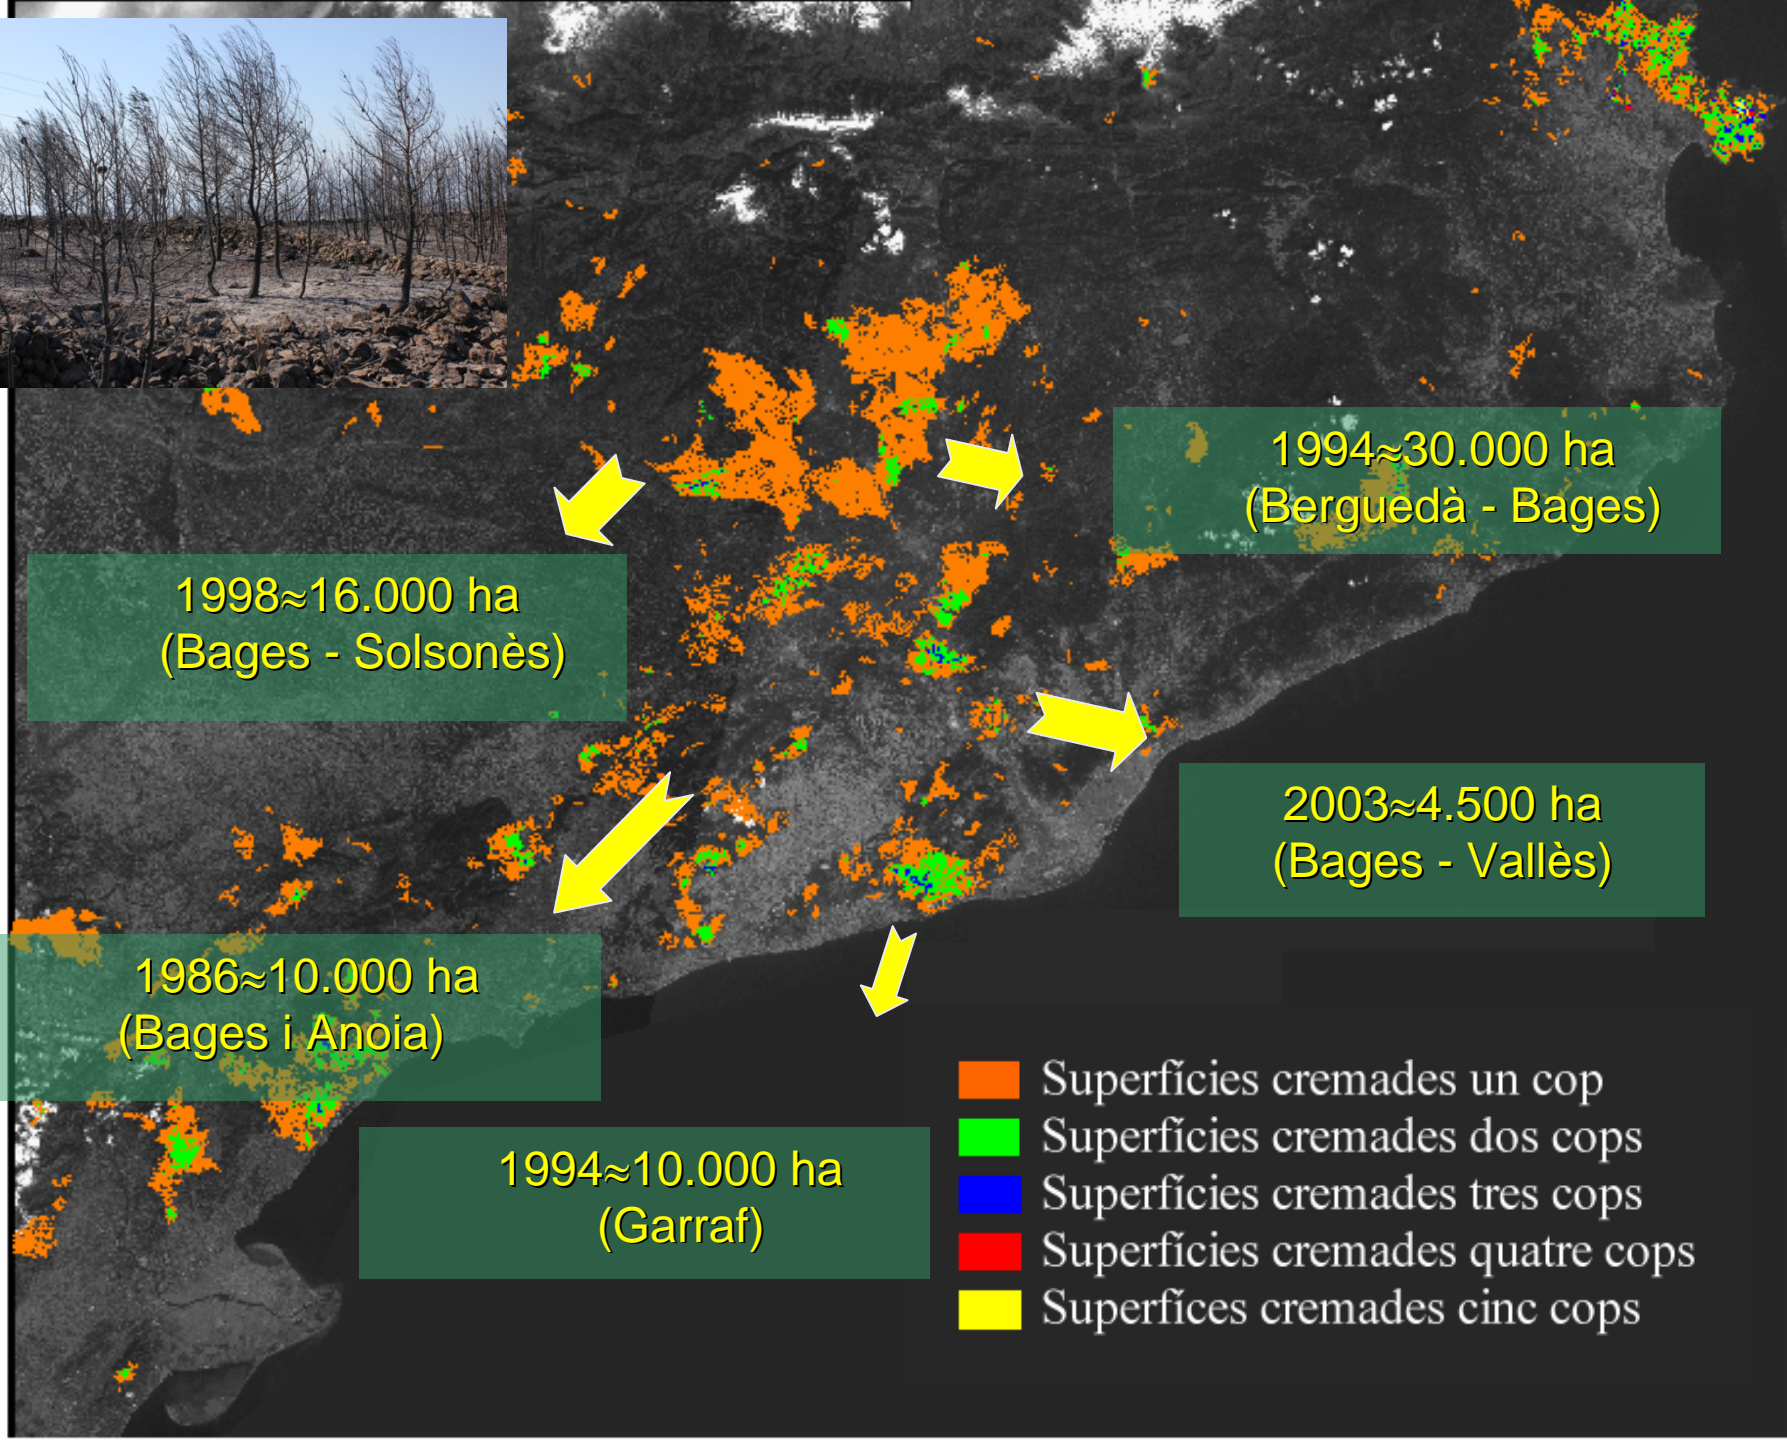 1994≈30.000 ha
(Berguedà - Bages)
1998≈16.000 ha
(Bages - Solsonès)
2003≈4.500 ha
(Bages - Vallès)
1986≈10.000 ha
(Bages i Anoia)
1994≈10.000 ha
(Garraf)
Superfícies cremades un cop
Superfícies cremades dos cops
Superfícies cremades tres cops
Superfícies cremades quatre cops
Superfíces cremades cinc cops